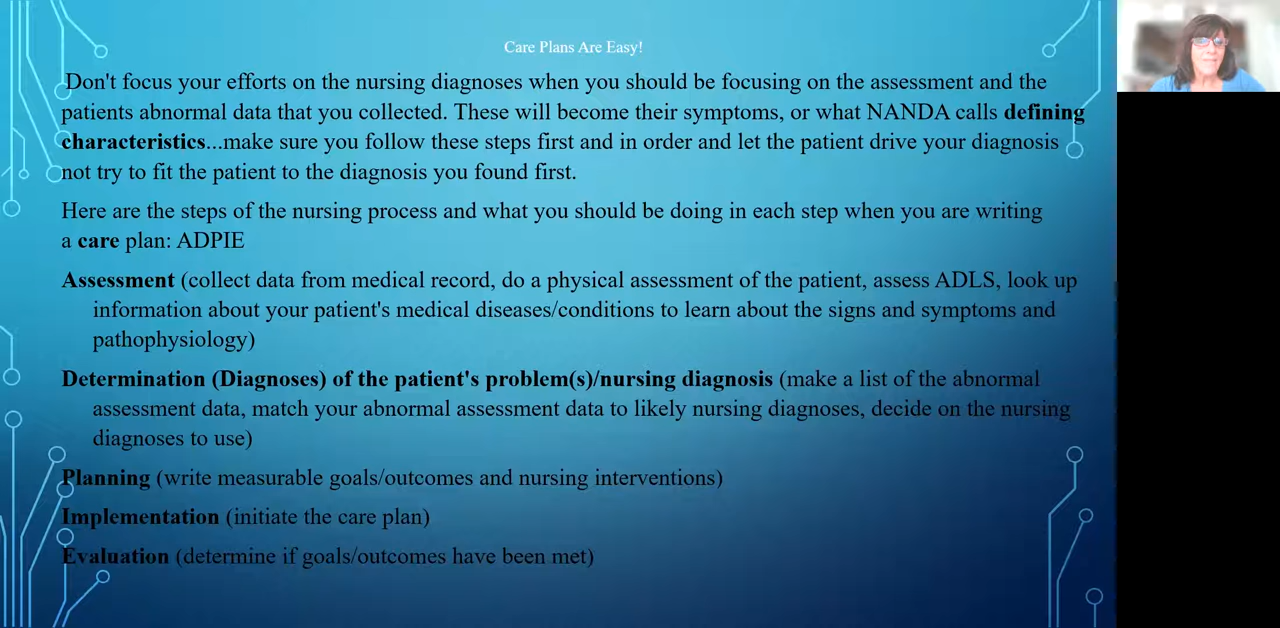 Care Plans Are Easy!
Don't focus your efforts on the nursing diagnoses when you should be focusing on the assessment and the
patients abnormal data that you collected. These will become their symptoms, or what NANDA calls defining
characteristics...make sure you follow these steps first and in order and let the patient drive your diagnosis
not try to fit the patient to the diagnosis you found first.
Here are the steps of the nursing process and what you should be doing in each step when you are writing
a care plan: ADPIE
Assessment (collect data from medical record, do a physical assessment of the patient, assess ADLS, look up
information about your patient's medical diseases/conditions to learn about the signs and symptoms and
pathophysiology)
Determination (Diagnoses) of the patient's problem(s)/nursing diagnosis (make a list of the abnormal
assessment data, match your abnormal assessment data to likely nursing diagnoses, decide on the nursing
diagnoses to use)
Planning (write measurable goals/outcomes and nursing interventions)
Implementation (initiate the care plan)
Evaluation (determine if goals/outcomes have been met)